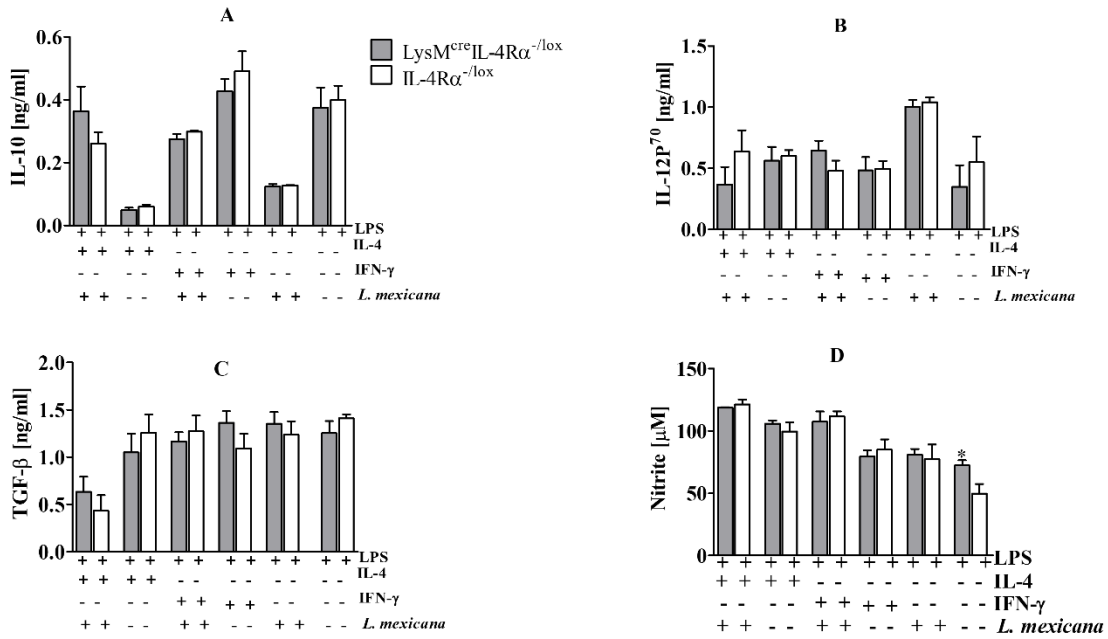 A
IL-10 [ng/ml]
0.6
0.4
0.2
0.0
+ + + + + + + + + + + + LPS
+ + + + - - - - - - - - IL-4
- - - - + + + + - - - - IFN-γ
+ + - - + + - - + + - - L. mexicana
LysMcreIL-4Rα-/lox
IL-4Rα-/lox
B
IL-12P70 [ng/ml]
1.5
1.0
0.5
0.0
+ + + + + + + + + + + + LPS
+ + + + - - - - - - - - IL-4
- - - - + + + + - - - - IFN-γ
+ + - - + + - - + + - - L. mexicana
C
TGF-β [ng/ml]
2.0
1.5
1.0
0.5
0.0
+ + + + + + + + + + + + LPS
+ + + + - - - - - - - - IL-4
- - - - + + + + - - - - IFN-γ
+ + - - + + - - + + - - L. mexicana
D
Nitrite [μM]
150
100
50
0
*
+ + + + + + + + + + + + LPS
+ + + + - - - - - - - - IL-4
- - - - + + + + - - - - IFN-γ
+ + - - + + - - + + - - L. mexicana